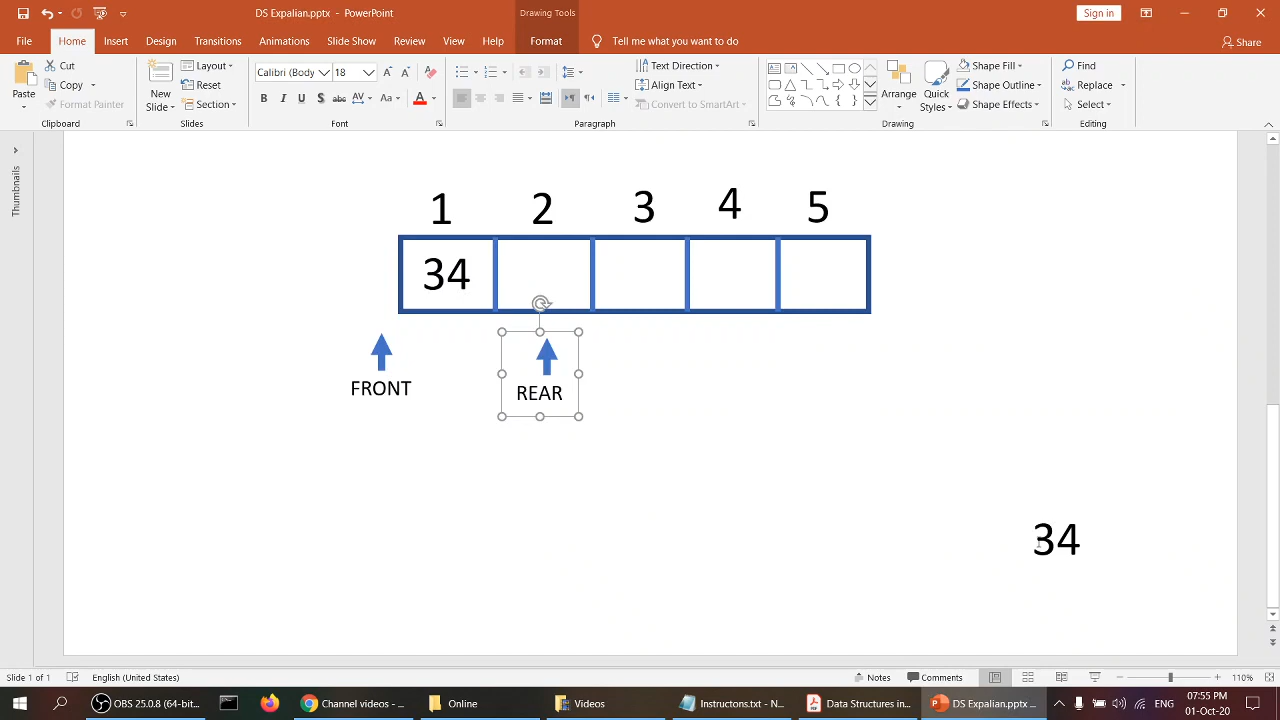 DS Expalian.pptx - PowerPoint
Drawing Tools
Sign in
File Home Insert Design Transitions Animations Slide Show Review View Help Format Tell me what you want to do Share
Paste
Cut
Copy
Format Painter
Clipboard
New Slide
Layout
Reset
Section
Slides
Calibri (Body 18
B I U S abc AV Aa A
Font
Text Direction
Align Text
Convert to SmartArt
Paragraph
Arrange
Quick Styles
Shape Fill
Shape Outline
Shape Effects
Drawing
Find
Replace
Select
Editing
Thumbnails
1 2 3 4 5
34
FRONT
REAR
34
Slide 1 of 1 English (United States) Notes Comments 110%
OBS 25.0.8 (64-bit... Channel videos - ... Online Videos Instructons.txt - N... Data Structures in... DS Expalian.pptx ... ENG 07:55 PM
01-Oct-20